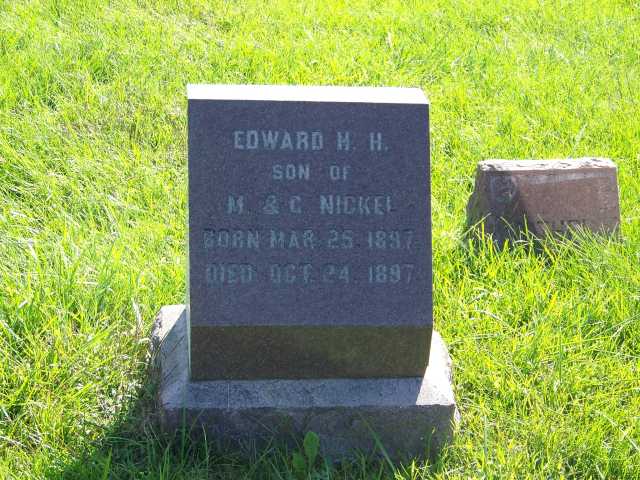 EDWARD H. H.
SON OF
M. & C. NICKEL
BORN MAR. 25. 1897
DIED OCT. 24. 1897